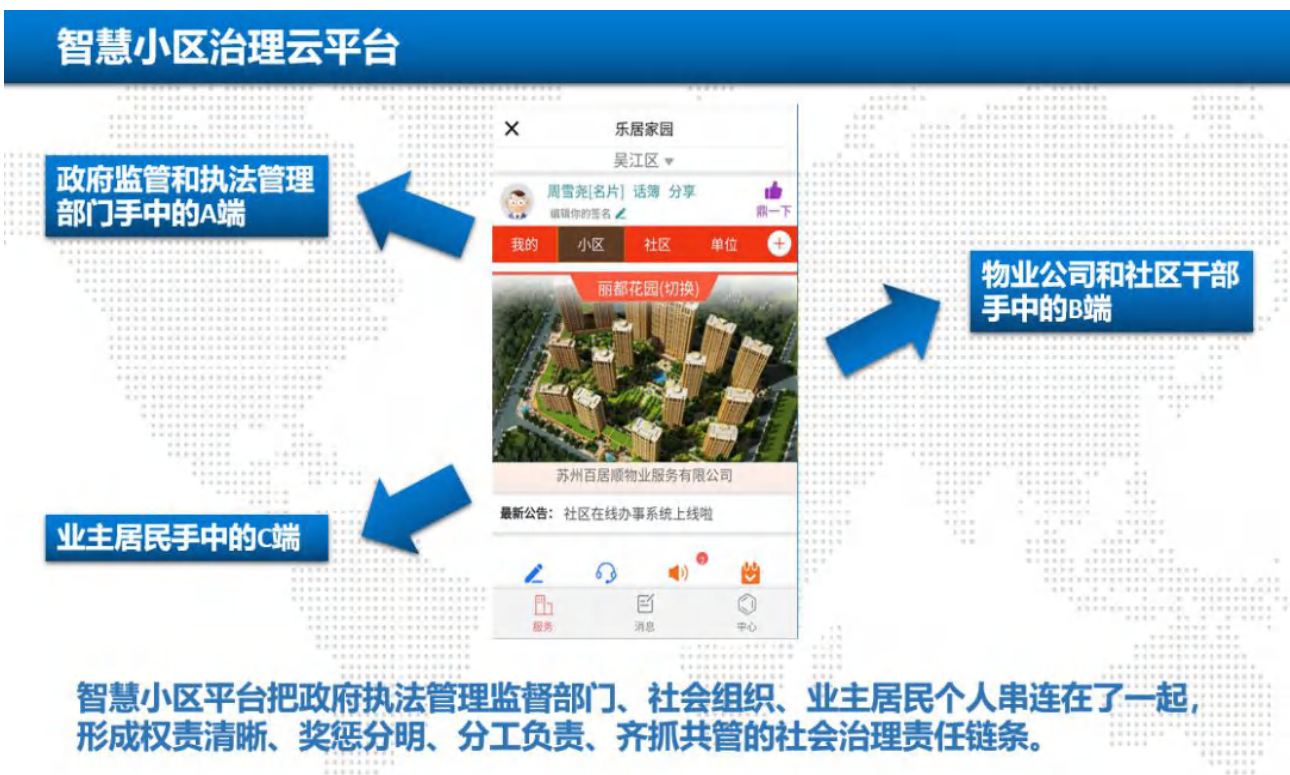 智慧小区治理云平台
政府监管和执法管理
部门手中的A端
物业公司和社区干部
手中的B端
业主居民手中的C端
乐居家园
吴江区
周雪尧[名片] 话簿 分享
编辑你的签名
鼎一下
我的 小区 社区 单位
丽都花园(切换)
苏州百居顺物业服务有限公司
最新公告： 社区在线办事系统上线啦
服务 消息 中心
智慧小区平台把政府执法管理监督部门、社会组织、业主居民个人串连在了一起，
形成权责清晰、奖惩分明、分工负责、齐抓共管的社会治理责任链条。